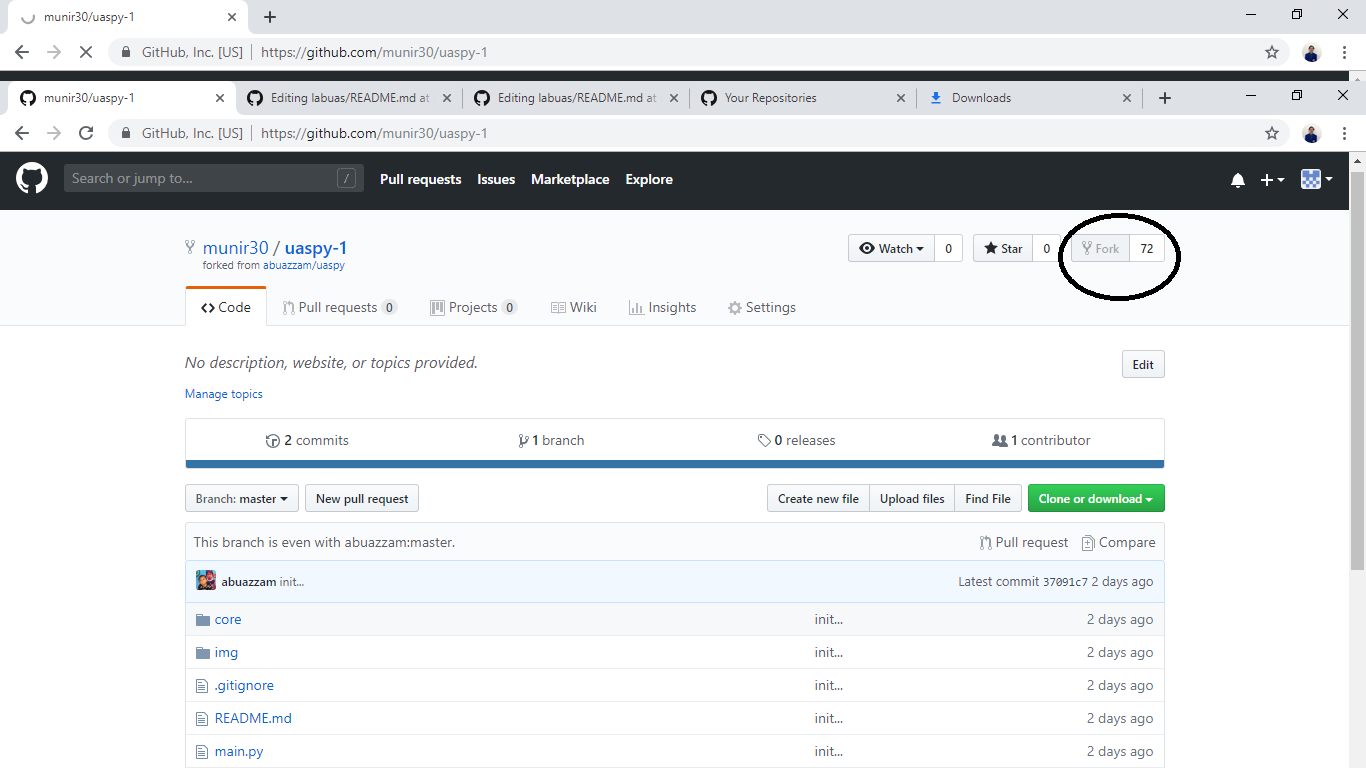 munir30/uaspy-1
GitHub, Inc. [US] https://github.com/munir30/uaspy-1
munir30/uaspy-1 Editing labuas/README.md at Editing labuas/README.md at Your Repositories Downloads
GitHub, Inc. [US] https://github.com/munir30/uaspy-1
Search or jump to... / Pull requests Issues Marketplace Explore
munir30 / uaspy-1 Watch 0 Star 0 Fork 72
forked from abuazzam/uaspy
Code Pull requests 0 Projects 0 Wiki Insights Settings
No description, website, or topics provided. Edit
Manage topics
2 commits 1 branch 0 releases 1 contributor
Branch: master New pull request Create new file Upload files Find File Clone or download
This branch is even with abuazzam:master. Pull request Compare
abuazzam init... Latest commit 37091c7 2 days ago
core init... 2 days ago
img init... 2 days ago
.gitignore init... 2 days ago
README.md init... 2 days ago
main.py init... 2 days ago